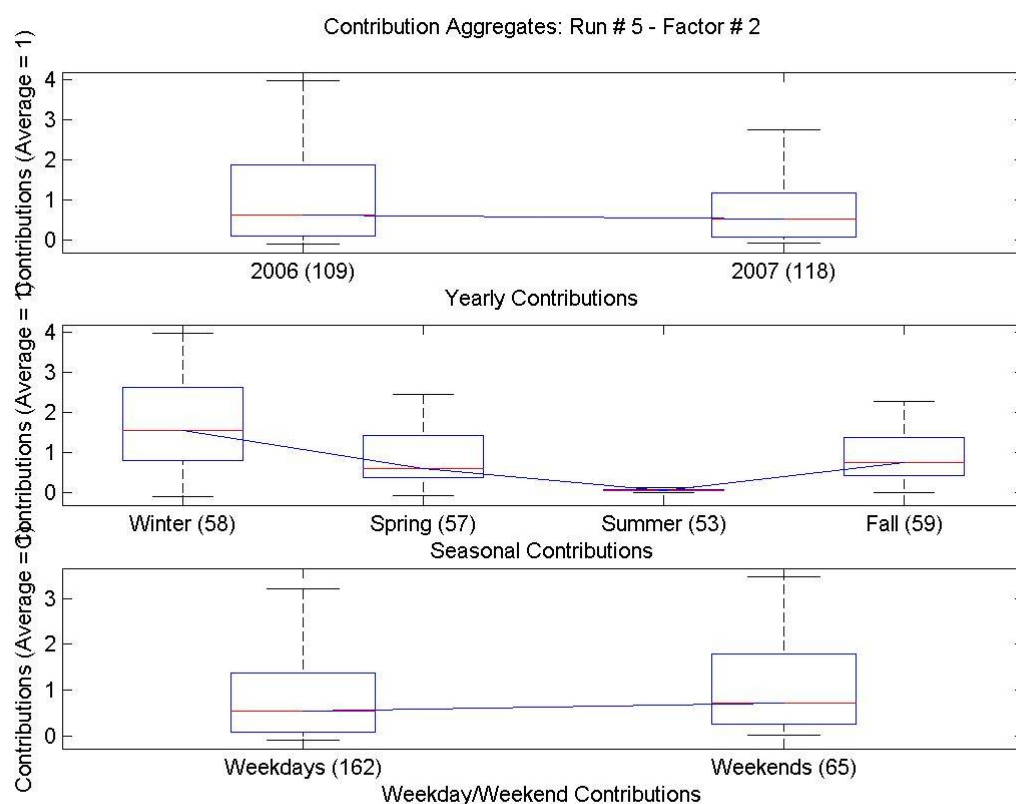 Contribution Aggregates: Run # 5 - Factor # 2
Contributions (Average = 1)
4
3
2
1
0
2006 (109)
2007 (118)
Yearly Contributions
Contributions (Average = 1)
4
3
2
1
0
Winter (58)
Spring (57)
Summer (53)
Fall (59)
Seasonal Contributions
Contributions (Average = 1)
3
2
1
0
Weekdays (162)
Weekends (65)
Weekday/Weekend Contributions